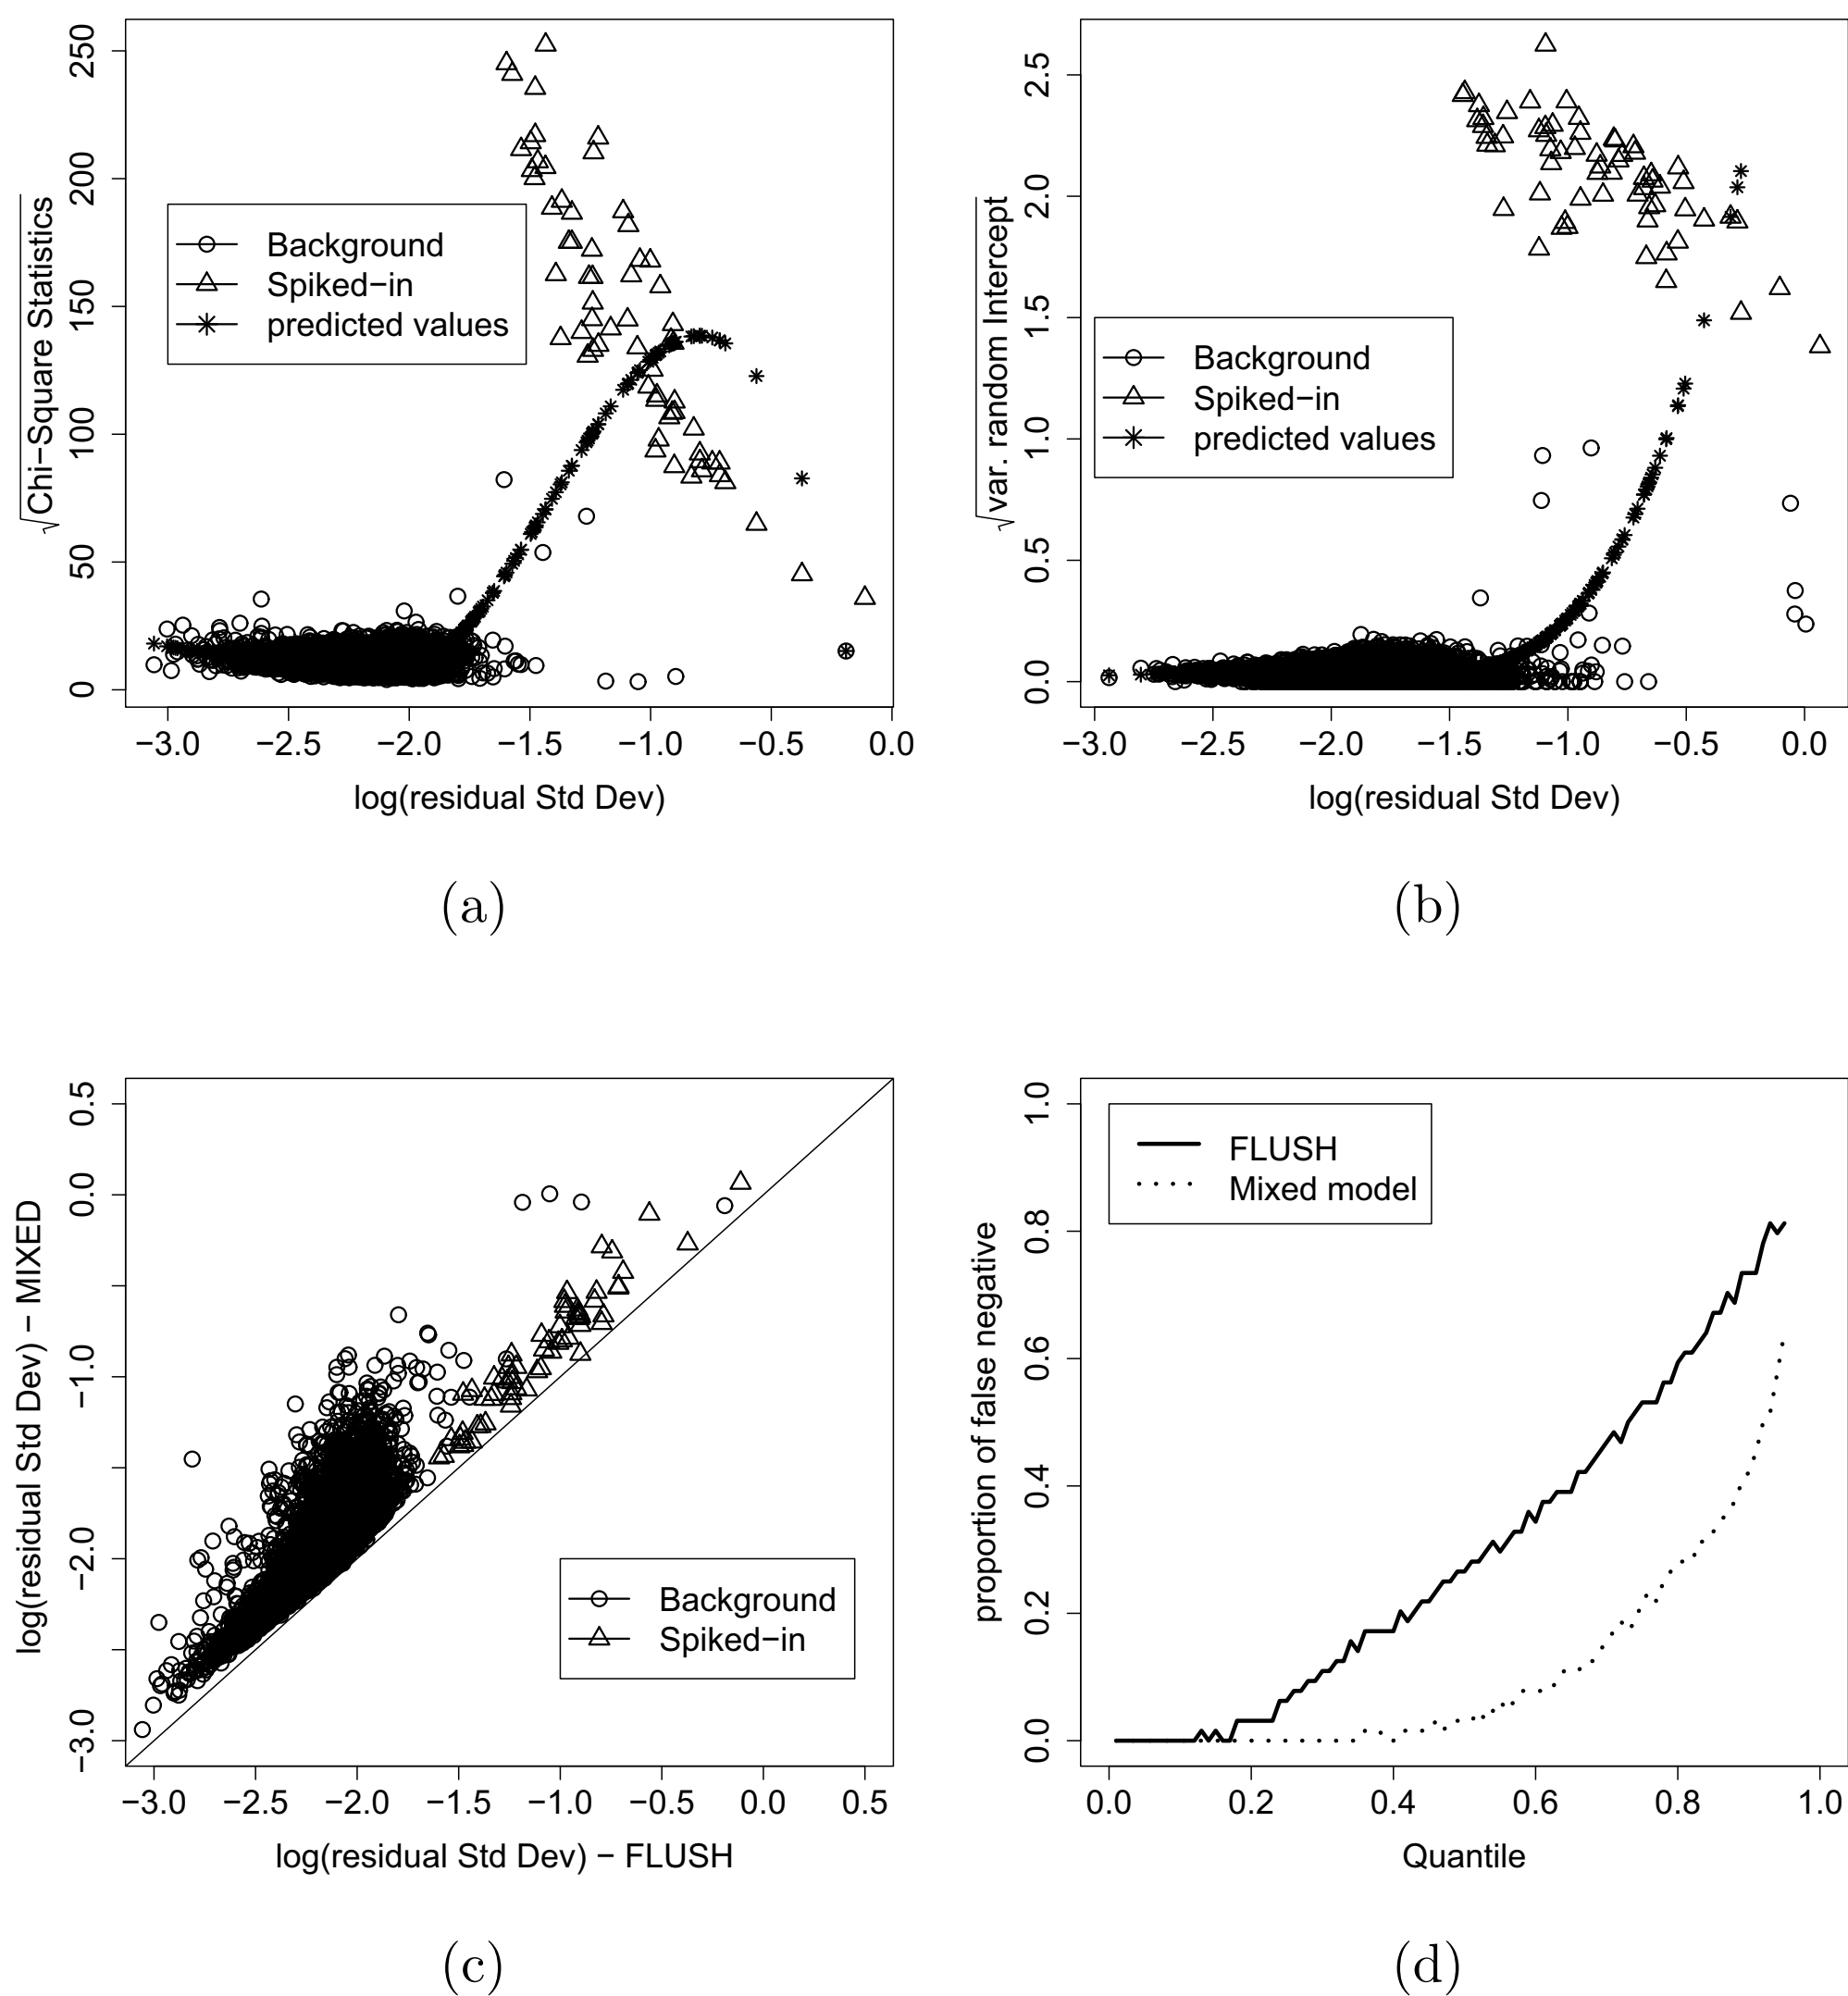 √Chi−Square Statistics
0 50 100 150 200 250
Background
Spiked−in
predicted values
−3.0 −2.5 −2.0 −1.5 −1.0 −0.5 0.0
log(residual Std Dev)
(a)
√var. random Intercept
0.0 0.5 1.0 1.5 2.0 2.5
Background
Spiked−in
predicted values
−3.0 −2.5 −2.0 −1.5 −1.0 −0.5 0.0
log(residual Std Dev)
(b)
log(residual Std Dev) − MIXED
−3.0 −2.0 −1.0 0.0 0.5
Background
Spiked−in
−3.0 −2.5 −2.0 −1.5 −1.0 −0.5 0.0 0.5
log(residual Std Dev) − FLUSH
(c)
proportion of false negative
0.0 0.2 0.4 0.6 0.8 1.0
FLUSH
Mixed model
0.0 0.2 0.4 0.6 0.8 1.0
Quantile
(d)